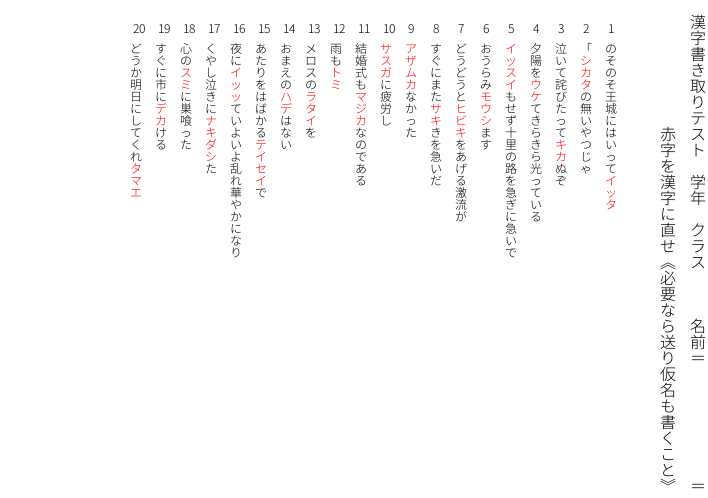 漢字書き取りテスト　学年　クラス　　　名前＝　　　　　　　＝
赤字を漢字に直せ《必要なら送り仮名も書くこと》
1 のそのそ王城にはいってイッタ
2 「シカタの無いやつじゃ
3 泣いて詫びたってキカぬぞ
4 夕陽をウケてきらきら光っている
5 イッスイもせず十里の路を急ぎに急いで
6 おうらみモウシます
7 どうどうとヒビキをあげる激流が
8 すぐにまたサキきを急いだ
9 アザムカなかった
10 サスガに疲労し
11 結婚式もマジカなのである
12 雨もトミ
13 メロスのラタイを
14 おまえのハデはない
15 あたりをはばかるテイセイで
16 夜にイッッていよいよ乱れ華やかになり
17 くやし泣きにナキダシた
18 心のスミに巣喰った
19 すぐに市にデカける
20 どうか明日にしてくれタマエ